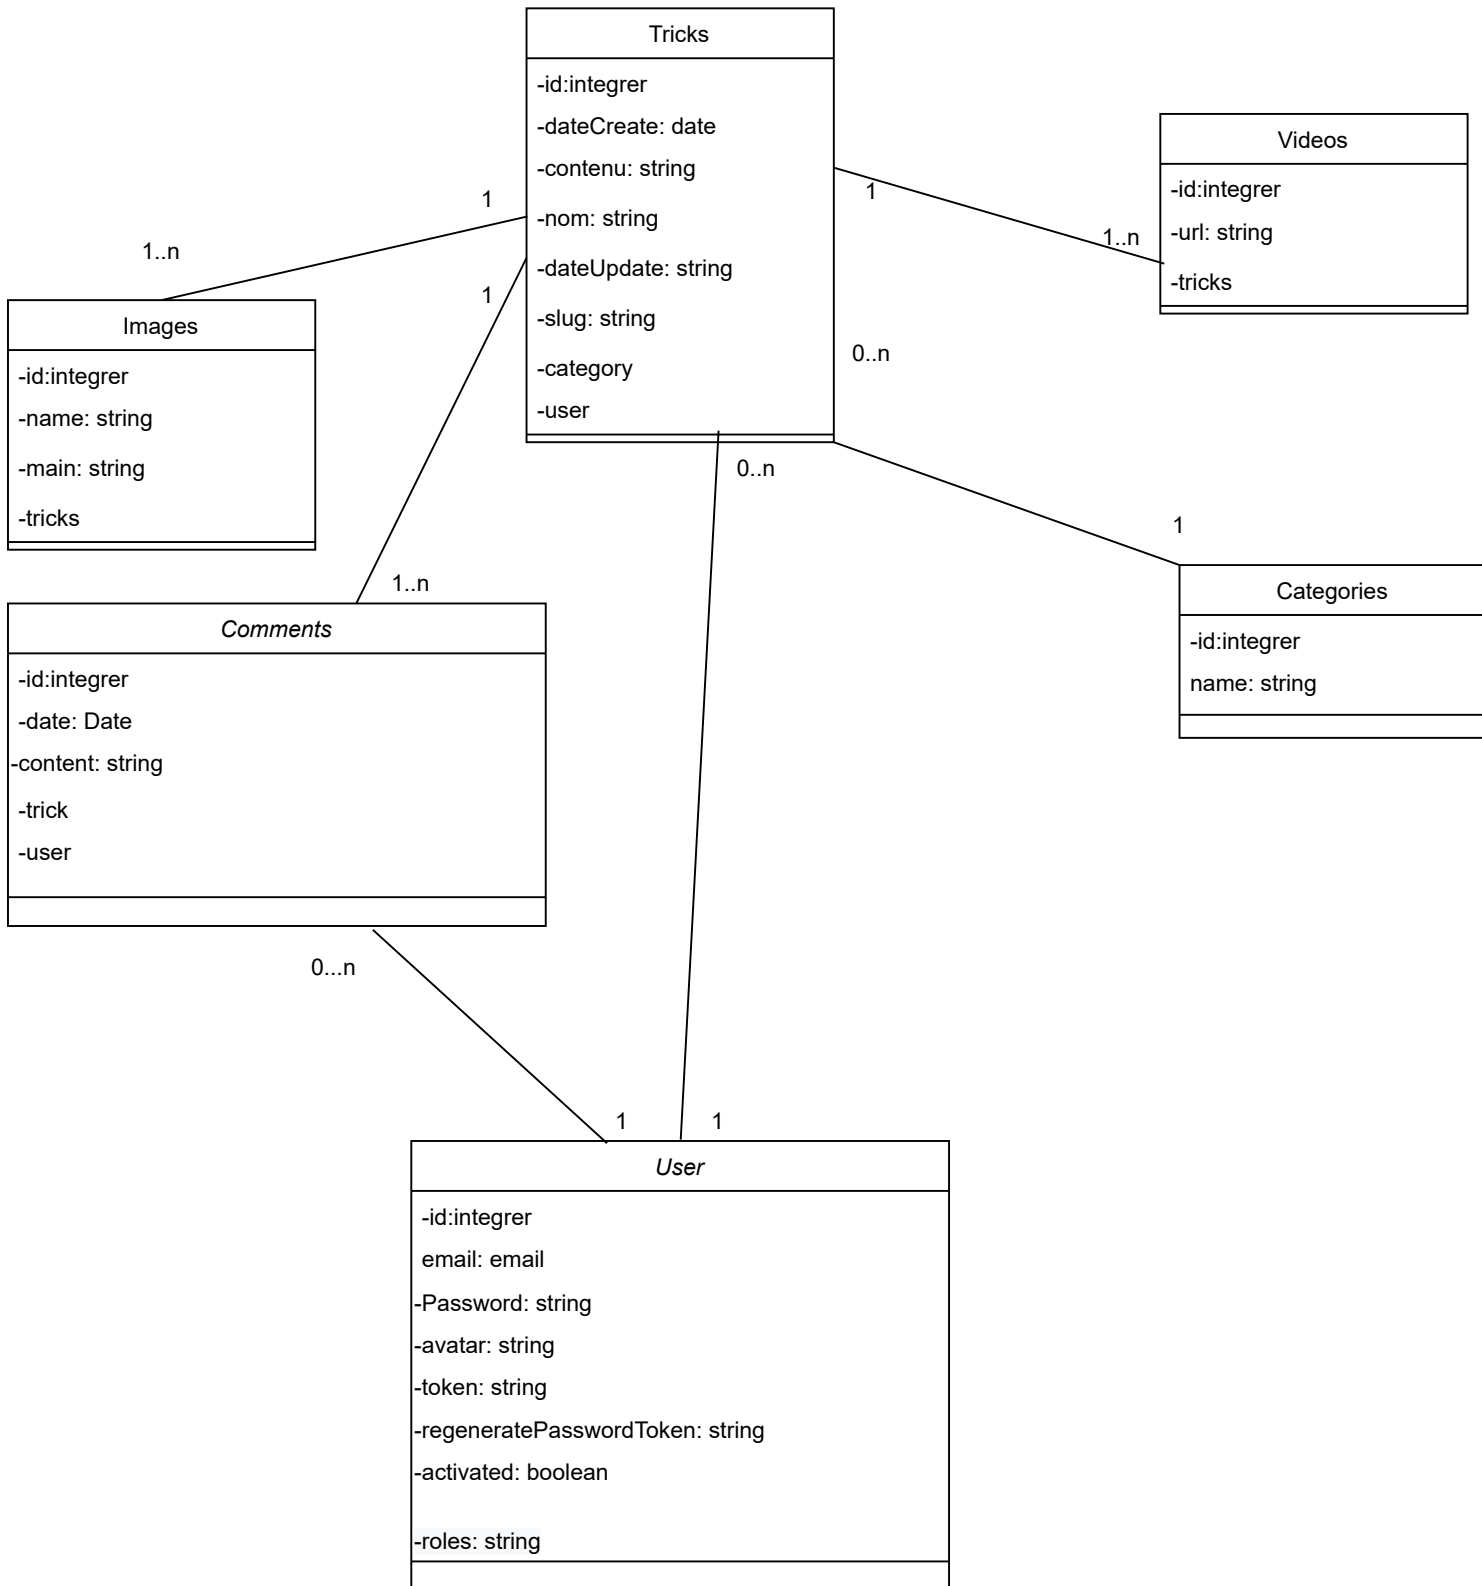 Tricks
-id:integrer
-dateCreate: date
-contenu: string
-nom: string
-dateUpdate: string
-slug: string
-category
-user
Videos
-id:integrer
-url: string
-tricks
1
1..n
1
1..n
Images
-id:integrer
-name: string
-main: string
-tricks
1
1..n
0..n
1
0..n
Categories
-id:integrer
name: string
Comments
-id:integrer
-date: Date
-content: string
-trick
-user
0...n
1
1
User
-id:integrer
email: email
-Password: string
-avatar: string
-token: string
-regeneratePasswordToken: string
-activated: boolean
-roles: string